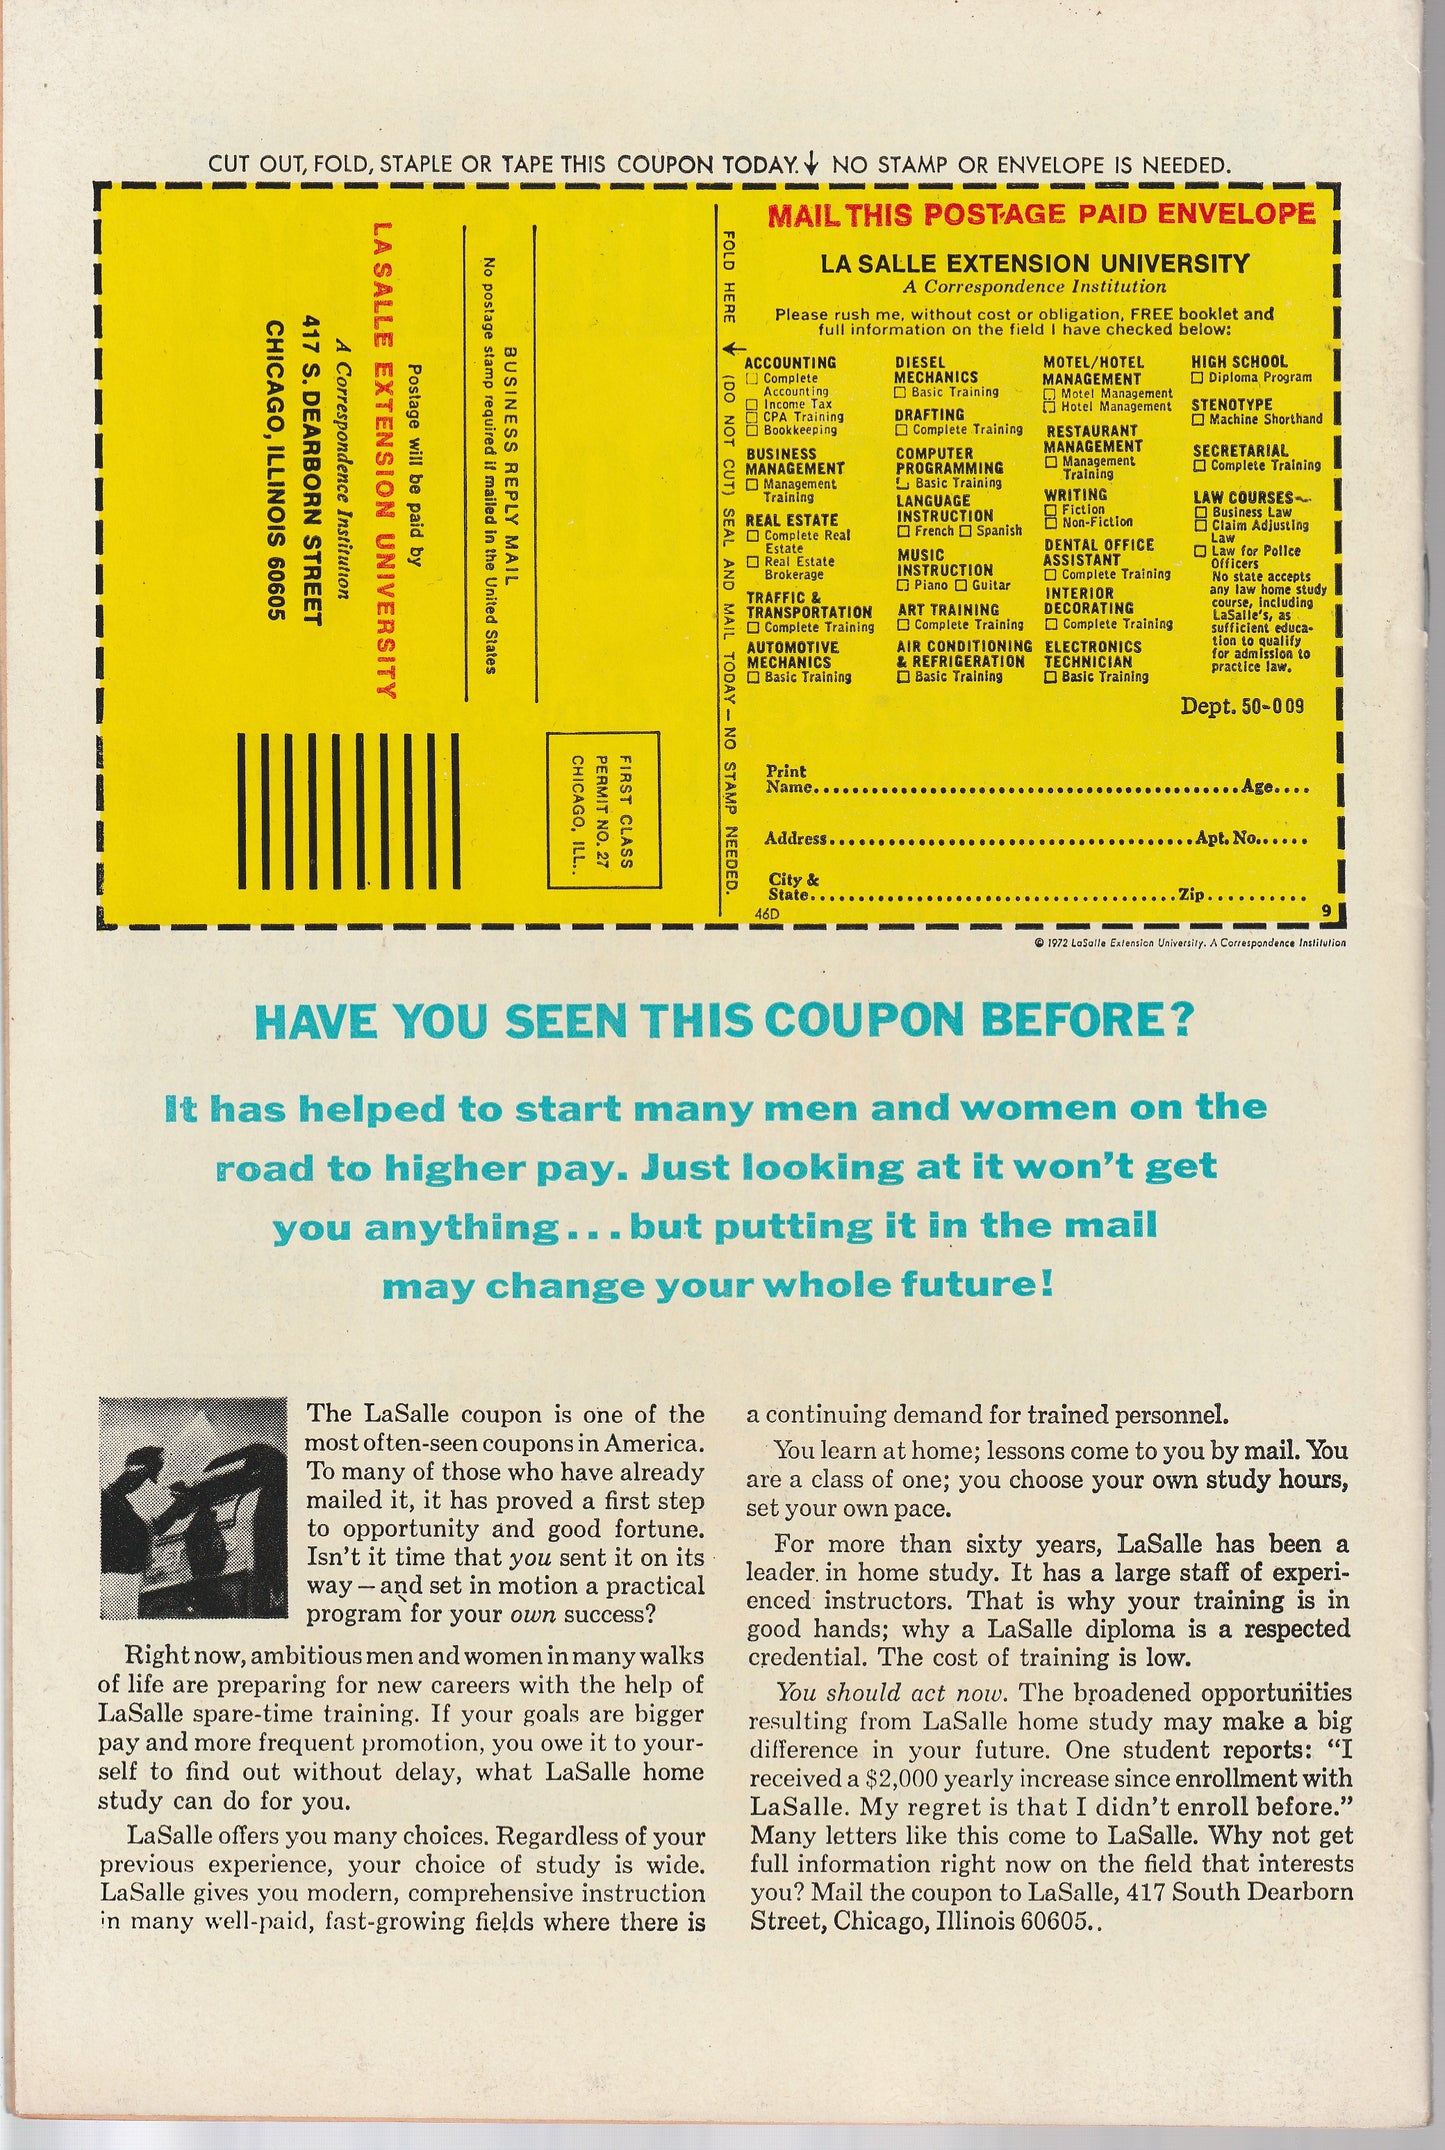 CUT OUT, FOLD, STAPLE OR TAPE THIS COUPON TODAY.↓ NO STAMP OR ENVELOPE IS NEEDED.
FIRST CLASS
PERMIT NO. 27
CHICAGO, ILL..
BUSINESS REPLY MAIL
No postage stamp required if mailed in the United States
Postage will be paid by
LA SALLE EXTENSION UNIVERSITY
A Correspondence Institution
417 S. DEARBORN STREET
CHICAGO, ILLINOIS 60605
FOLD HERE ← (DO NOT CUT) SEAL AND MAIL TODAY — NO STAMP NEEDED.
MAIL THIS POSTAGE PAID ENVELOPE
LA SALLE EXTENSION UNIVERSITY
A Correspondence Institution
Please rush me, without cost or obligation, FREE booklet and
full information on the field I have checked below:
ACCOUNTING
☐ Complete
Accounting
☐ Income Tax
☐ CPA Training
☐ Bookkeeping
BUSINESS
MANAGEMENT
☐ Management
Training
REAL ESTATE
☐ Complete Real
Estate
☐ Real Estate
Brokerage
TRAFFIC &
TRANSPORTATION
☐ Complete Training
AUTOMOTIVE
MECHANICS
☐ Basic Training
DIESEL
MECHANICS
☐ Basic Training
DRAFTING
☐ Complete Training
COMPUTER
PROGRAMMING
☐ Basic Training
LANGUAGE
INSTRUCTION
☐ French ☐ Spanish
MUSIC
INSTRUCTION
☐ Piano ☐ Guitar
ART TRAINING
☐ Complete Training
AIR CONDITIONING
& REFRIGERATION
☐ Basic Training
MOTEL/HOTEL
MANAGEMENT
☐ Motel Management
☐ Hotel Management
RESTAURANT
MANAGEMENT
☐ Management
Training
WRITING
☐ Fiction
☐ Non-Fiction
DENTAL OFFICE
ASSISTANT
☐ Complete Training
INTERIOR
DECORATING
☐ Complete Training
ELECTRONICS
TECHNICIAN
☐ Basic Training
HIGH SCHOOL
☐ Diploma Program
STENOTYPE
☐ Machine Shorthand
SECRETARIAL
☐ Complete Training
LAW COURSES
☐ Business Law
☐ Claim Adjusting
Law
☐ Law for Police
Officers
No state accepts
any law home study
course, including
LaSalle's, as
sufficient educa-
tion to qualify
for admission to
practice law.
Dept. 50-009
Print
Name..........Age....
Address..........Apt. No......
City &
State..........Zip..........
46D 9
© 1972 LaSalle Extension University. A Correspondence Institution
HAVE YOU SEEN THIS COUPON BEFORE?
It has helped to start many men and women on the
road to higher pay. Just looking at it won't get
you anything...but putting it in the mail
may change your whole future!
The LaSalle coupon is one of the
most often-seen coupons in America.
To many of those who have already
mailed it, it has proved a first step
to opportunity and good fortune.
Isn't it time that you sent it on its
way — and set in motion a practical
program for your own success?
Right now, ambitious men and women in many walks
of life are preparing for new careers with the help of
LaSalle spare-time training. If your goals are bigger
pay and more frequent promotion, you owe it to your-
self to find out without delay, what LaSalle home
study can do for you.
LaSalle offers you many choices. Regardless of your
previous experience, your choice of study is wide.
LaSalle gives you modern, comprehensive instruction
in many well-paid, fast-growing fields where there is
a continuing demand for trained personnel.
You learn at home; lessons come to you by mail. You
are a class of one; you choose your own study hours,
set your own pace.
For more than sixty years, LaSalle has been a
leader in home study. It has a large staff of experi-
enced instructors. That is why your training is in
good hands; why a LaSalle diploma is a respected
credential. The cost of training is low.
You should act now. The broadened opportunities
resulting from LaSalle home study may make a big
difference in your future. One student reports: “I
received a $2,000 yearly increase since enrollment with
LaSalle. My regret is that I didn't enroll before.”
Many letters like this come to LaSalle. Why not get
full information right now on the field that interests
you? Mail the coupon to LaSalle, 417 South Dearborn
Street, Chicago, Illinois 60605..